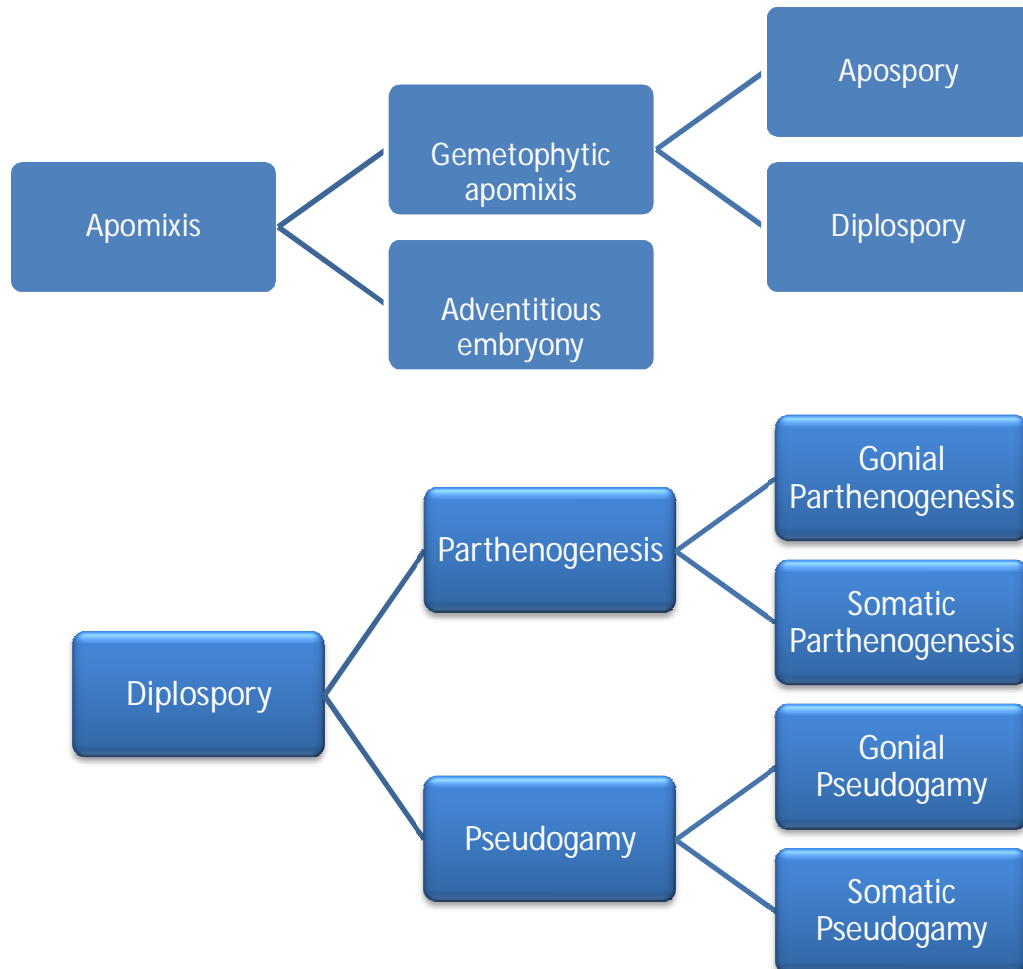 Apospory
Gemetophytic
apomixis
Apomixis
Diplospory
Adventitious
embryony
Gonial
Parthenogenesis
Parthenogenesis
Somatic
Parthenogenesis
Diplospory
Gonial
Pseudogamy
Pseudogamy
Somatic
Pseudogamy